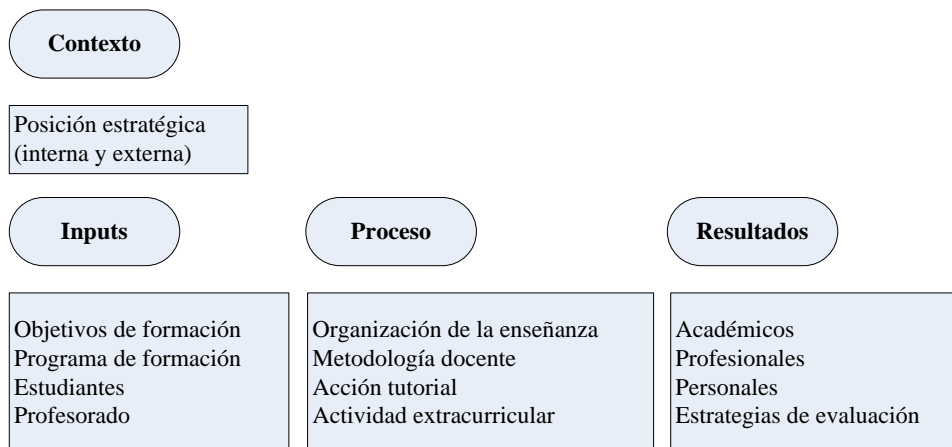 Contexto
Posición estratégica
(interna y externa)
Inputs
Objetivos de formación
Programa de formación
Estudiantes
Profesorado
Proceso
Organización de la enseñanza
Metodología docente
Acción tutorial
Actividad extracurricular
Resultados
Académicos
Profesionales
Personales
Estrategias de evaluación